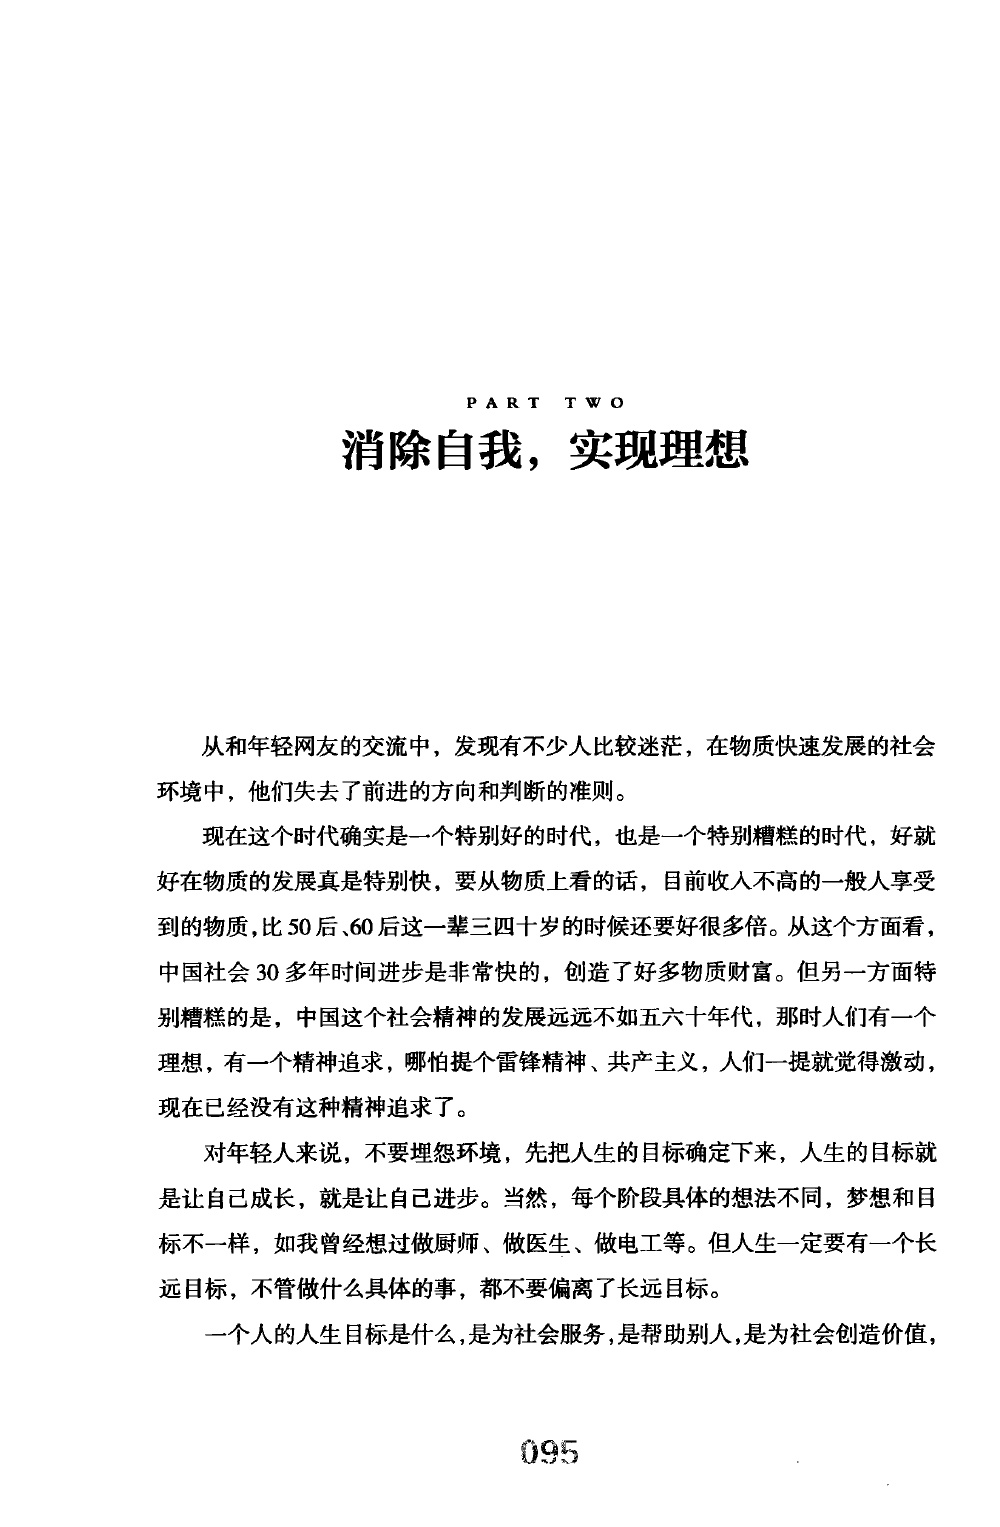 PART TWO
消除自我，实现理想
从和年轻网友的交流中，发现有不少人比较迷茫，在物质快速发展的社会
环境中，他们失去了前进的方向和判断的准则。
现在这个时代确实是一个特别好的时代，也是一个特别糟糕的时代，好就
好在物质的发展真是特别快，要从物质上看的话，目前收入不高的一般人享受
到的物质，比50后、60后这一辈三四十岁的时候还要好很多倍。从这个方面看，
中国社会30多年时间进步是非常快的，创造了好多物质财富。但另一方面特
别糟糕的是，中国这个社会精神的发展远远不如五六十年代，那时人们有一个
理想，有一个精神追求，哪怕提个雷锋精神、共产主义，人们一提就觉得激动，
现在已经没有这种精神追求了。
对年轻人来说，不要埋怨环境，先把人生的目标确定下来，人生的目标就
是让自己成长，就是让自己进步。当然，每个阶段具体的想法不同，梦想和目
标不一样，如我曾经想过做厨师、做医生、做电工等。但人生一定要有一个长
远目标，不管做什么具体的事，都不要偏离了长远目标。
一个人的人生目标是什么，是为社会服务，是帮助别人，是为社会创造价值，
095